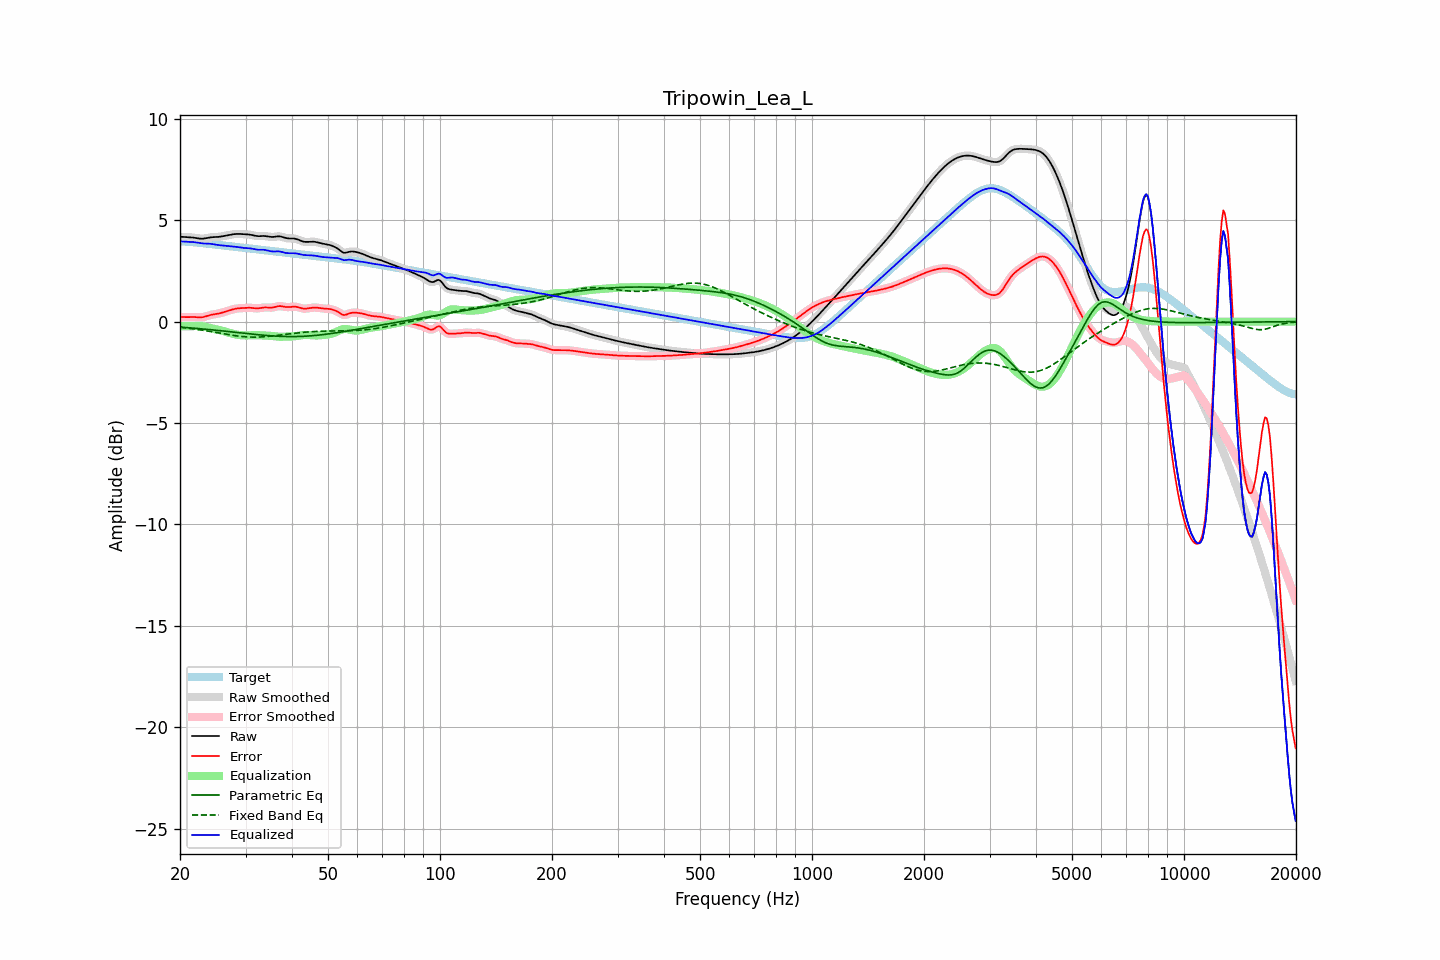 Tripowin_Lea_L
Amplitude (dBr)
10
5
0
−5
−10
−15
−20
−25
Target
Raw Smoothed
Error Smoothed
Raw
Error
Equalization
Parametric Eq
Fixed Band Eq
Equalized
20 50 100 200 500 1000 2000 5000 10000 20000
Frequency (Hz)